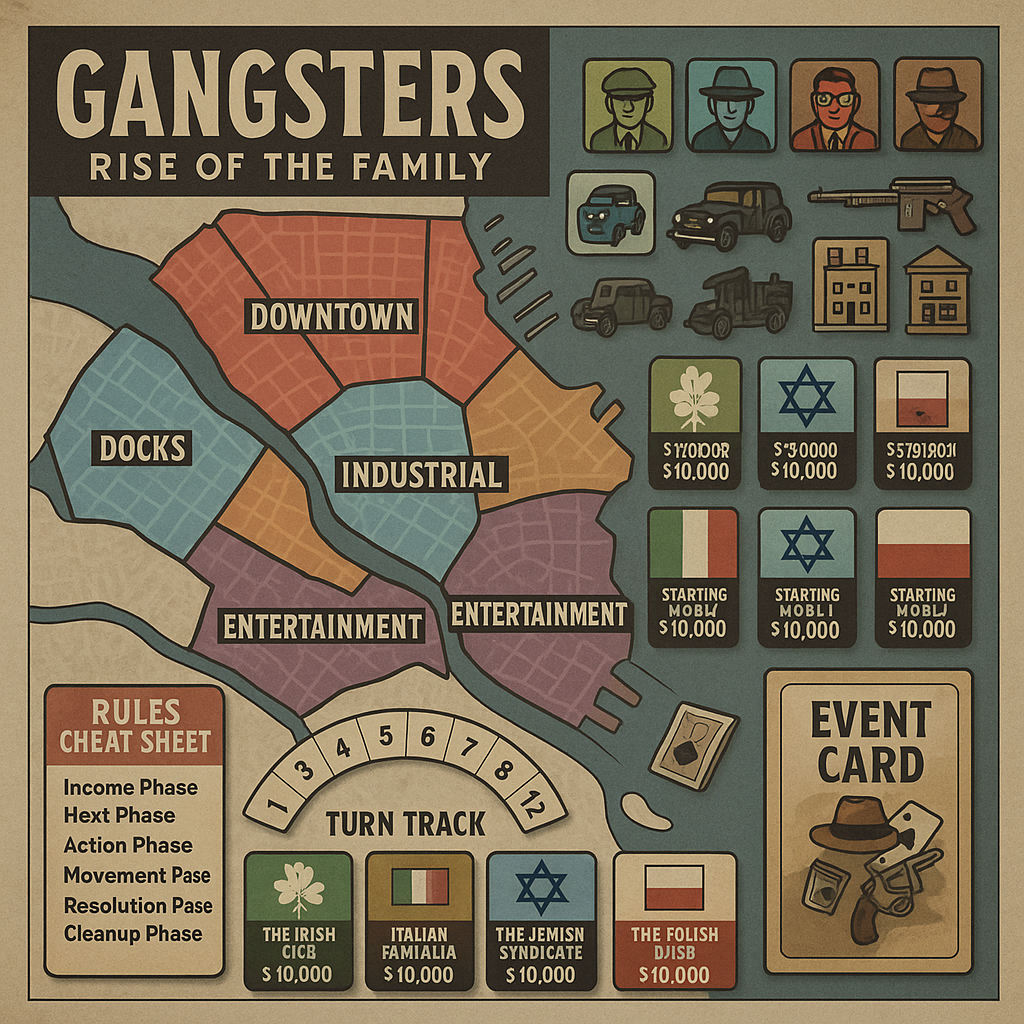 GANGSTERS
RISE OF THE FAMILY
DOWNTOWN
DOCKS
INDUSTRIAL
ENTERTAINMENT
ENTERTAINMENT
$10,000
$10,000
$10,000
STARTING
$10,000
STARTING
MOBL I
$10,000
STARTING
$10,000
RULES
CHEAT SHEET
Income Phase
Hext Phase
Action Phase
Movement Pase
Resolution Pase
Cleanup Phase
1 3 4 5 6 7 8 12
TURN TRACK
THE IRISH
CICB
$10,000
ITALIAN
FAMIALIA
$10,000
THE JEMISN
SYNDICATE
$10,000
THE FOLISH
$10,000
EVENT
CARD